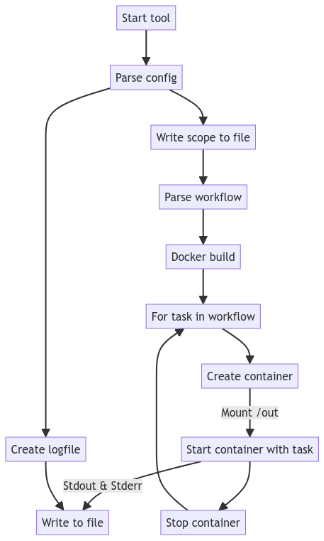 Start tool
Parse config
Write scope to file
Parse workflow
Docker build
For task in workflow
Create container
Mount /out
Create logfile
Start container with task
Stdout & Stderr
Write to file
Stop container